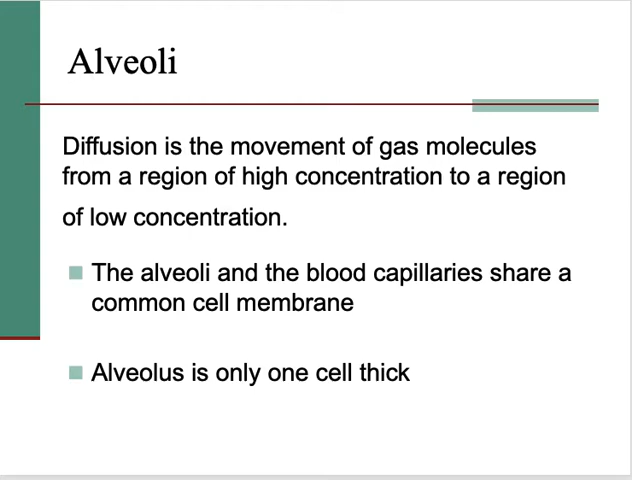 Alveoli
Diffusion is the movement of gas molecules
from a region of high concentration to a region
of low concentration.
The alveoli and the blood capillaries share a
common cell membrane
Alveolus is only one cell thick